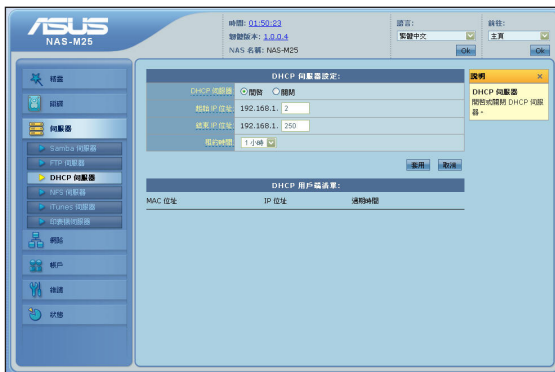 ASUS
NAS-M25
時間: 01:50:23
韌體版本: 1.0.0.4
NAS 名稱: NAS-M25
語言:
繁體中文
Ok
前往:
主頁
Ok
精靈
磁碟
伺服器
Samba 伺服器
FTP 伺服器
DHCP 伺服器
NFS 伺服器
iTunes 伺服器
印表機伺服器
網路
帳戶
維護
狀態
DHCP 伺服器設定:
DHCP 伺服器 開啟 關閉
起始 IP 位址: 192.168.1. 2
結束 IP 位址: 192.168.1. 250
租約時間: 1 小時
套用 取消
DHCP 用戶端清單:
MAC 位址 IP 位址 過期時間
說明 ×
DHCP 伺服器
開啟或關閉 DHCP 伺服
器。